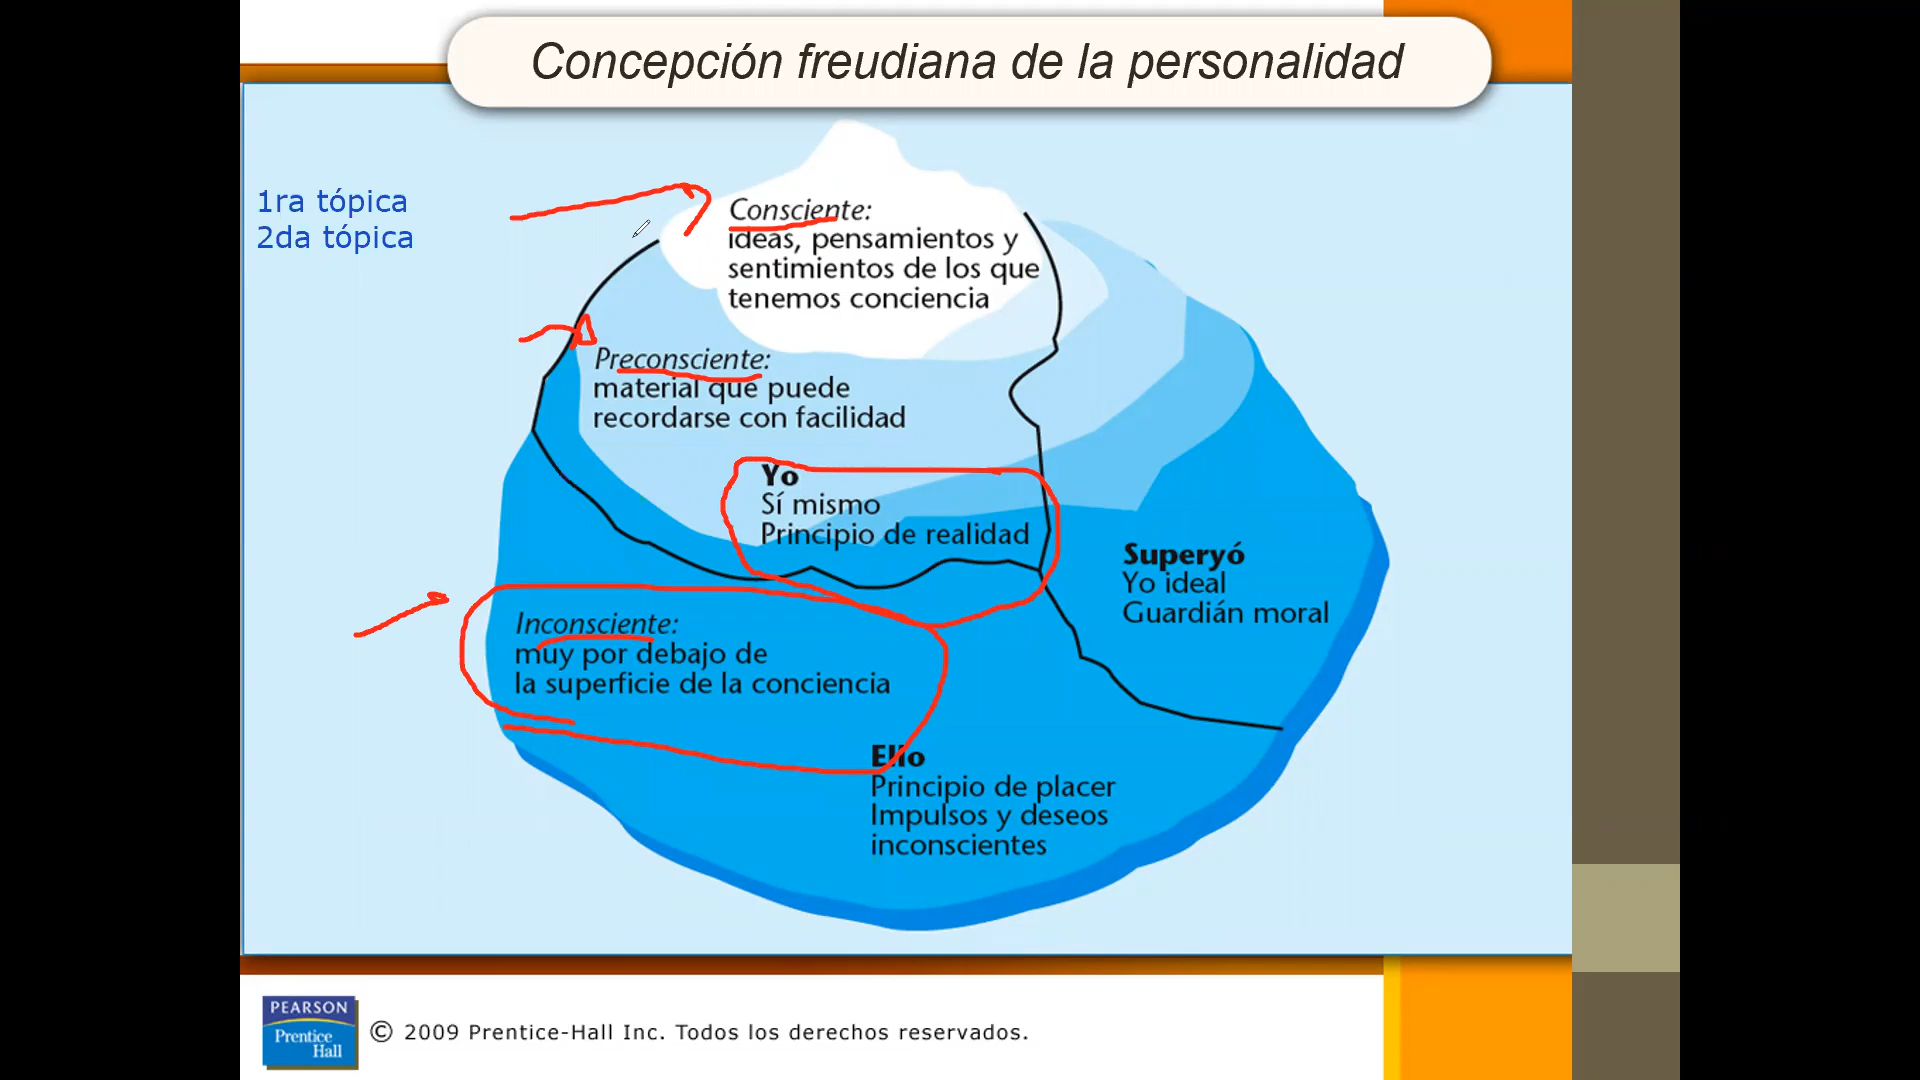 Concepción freudiana de la personalidad
1ra tópica
2da tópica
Consciente:
ideas, pensamientos y
sentimientos de los que
tenemos conciencia
Preconsciente:
material que puede
recordarse con facilidad
Yo
Sí mismo
Principio de realidad
Superyó
Yo ideal
Guardián moral
Inconsciente:
muy por debajo de
la superficie de la conciencia
Ello
Principio de placer
Impulsos y deseos
inconscientes
PEARSON
Prentice
Hall
© 2009 Prentice-Hall Inc. Todos los derechos reservados.